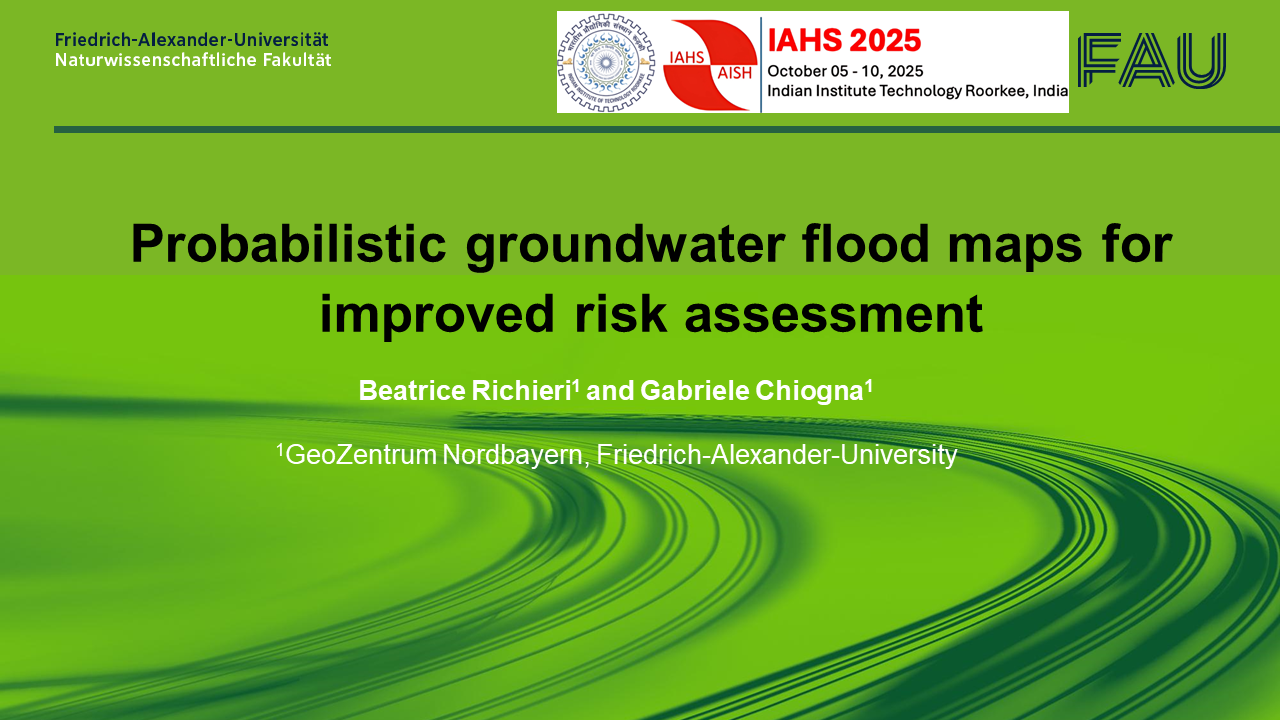 Friedrich-Alexander-Universität
Naturwissenschaftliche Fakultät
IAHS
AISH
IAHS 2025
October 05 - 10, 2025
Indian Institute Technology Roorkee, India
FAU
Probabilistic groundwater flood maps for
improved risk assessment
Beatrice Richieri¹ and Gabriele Chiogna¹
¹GeoZentrum Nordbayern, Friedrich-Alexander-University